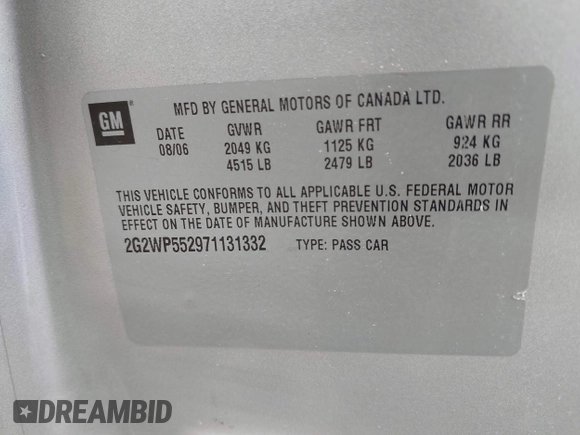 GM
MFD BY GENERAL MOTORS OF CANADA LTD.
DATE GVWR GAWR FRT GAWR RR
08/06 2049 KG 1125 KG 924 KG
4515 LB 2479 LB 2036 LB
THIS VEHICLE CONFORMS TO ALL APPLICABLE U.S. FEDERAL MOTOR
VEHICLE SAFETY, BUMPER, AND THEFT PREVENTION STANDARDS IN
EFFECT ON THE DATE OF MANUFACTURE SHOWN ABOVE.
2G2WP552971131332 TYPE: PASS CAR
DREAMBID